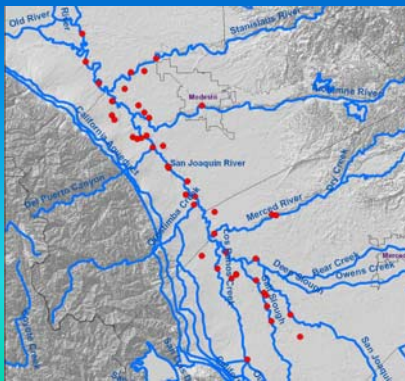 Old River
River
Stanislaus River
Modesto
California Aqueduct
San Joaquin River
Del Puerto Canyon
Orestimba Creek
Merced River
Dry Creek
Los Banos Creek
Deep Slough
Bear Creek
Owens Creek
Salt Slough
San Joaquin